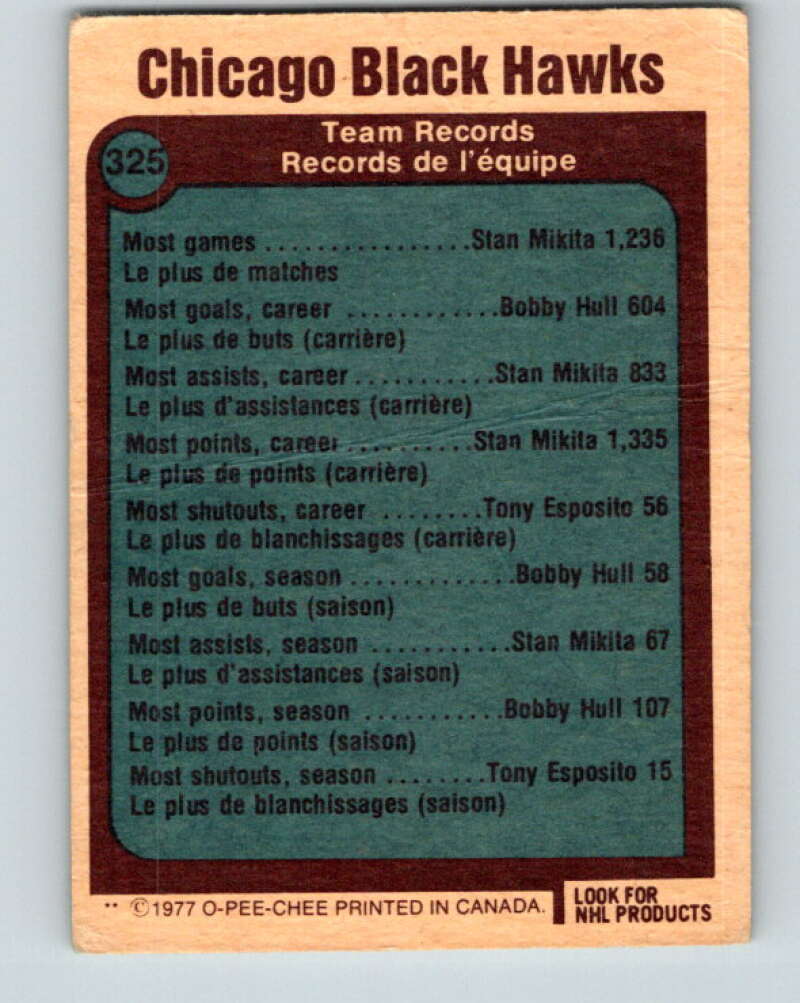 Chicago Black Hawks
325
Team Records
Records de l'équipe
Most games ..................Stan Mikita 1,236
Le plus de matches
Most goals, career .............Bobby Hull 604
Le plus de buts (carrière)
Most assists, career............Stan Mikita 833
Le plus d'assistances (carrière)
Most points, career ...........Stan Mikita 1,335
Le plus de points (carrière)
Most shutouts, career ........Tony Esposito 56
Le plus de blanchissages (carrière)
Most goals, season ..............Bobby Hull 58
Le plus de buts (saison)
Most assists, season ............Stan Mikita 67
Le plus d'assistances (saison)
Most points, season ............Bobby Hull 107
Le plus de points (saison)
Most shutouts, season ........Tony Esposito 15
Le plus de blanchissages (saison)
** ©1977 O-PEE-CHEE PRINTED IN CANADA.
LOOK FOR
NHL PRODUCTS